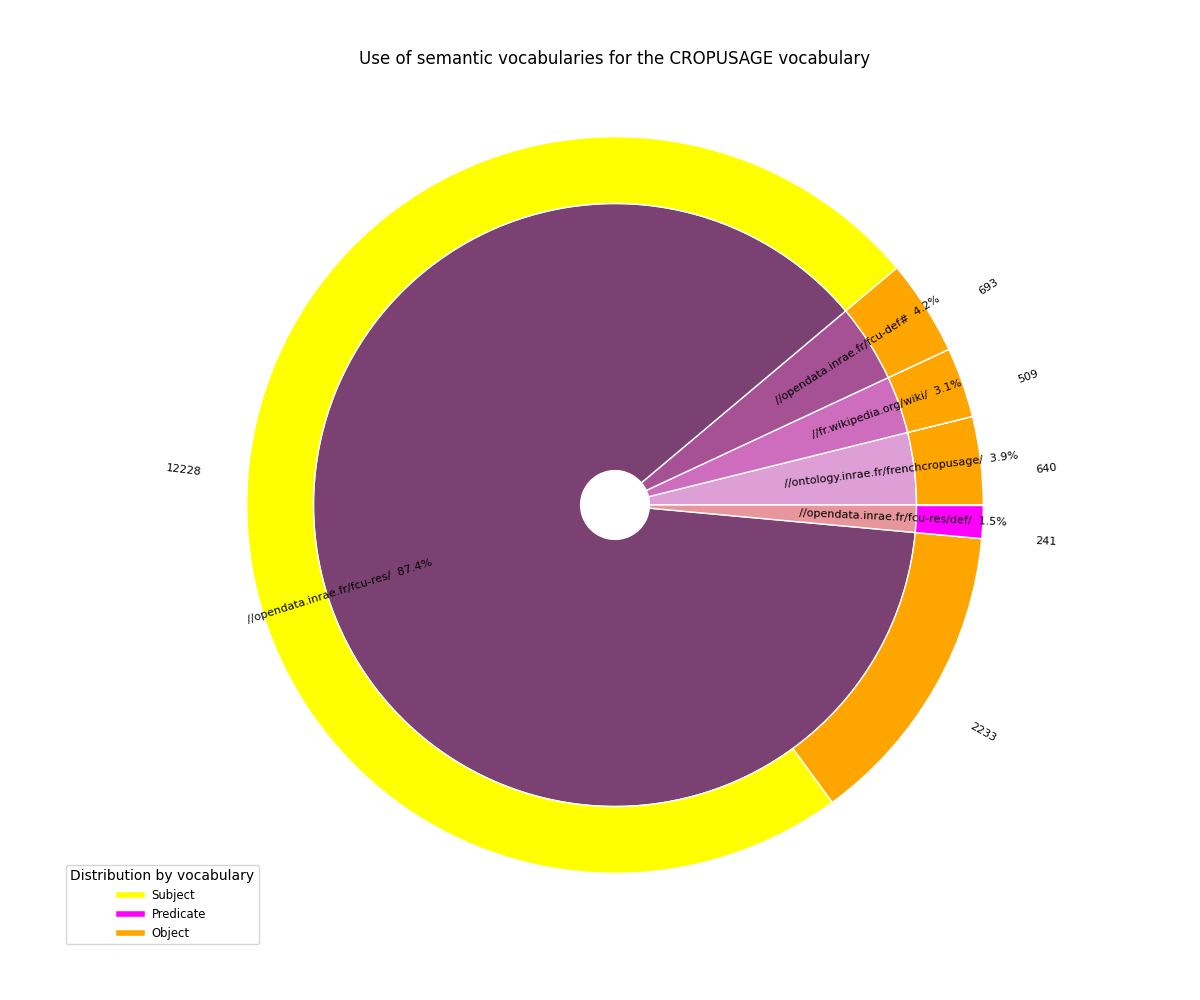 Use of semantic vocabularies for the CROPUSAGE vocabulary
693
//opendata.inrae.fr/fcu-def#  4.2%
509
//fr.wikipedia.org/wiki/  3.1%
12228
//ontology.inrae.fr/frenchcropusage/  3.9%
640
//opendata.inrae.fr/fcu-res/def/  1.5%
241
//opendata.inrae.fr/fcu-res/  87.4%
2233
Distribution by vocabulary
Subject
Predicate
Object